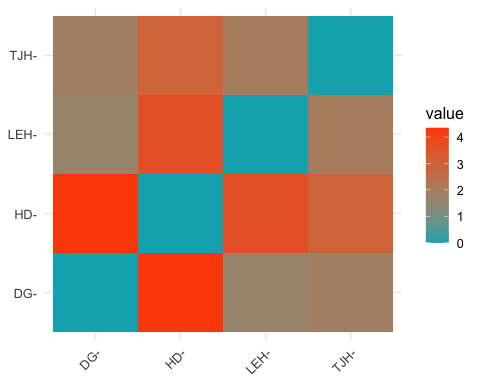 TJH-
LEH-
HD-
DG-
DG-
HD-
LEH-
TJH-
value
4
3
2
1
0